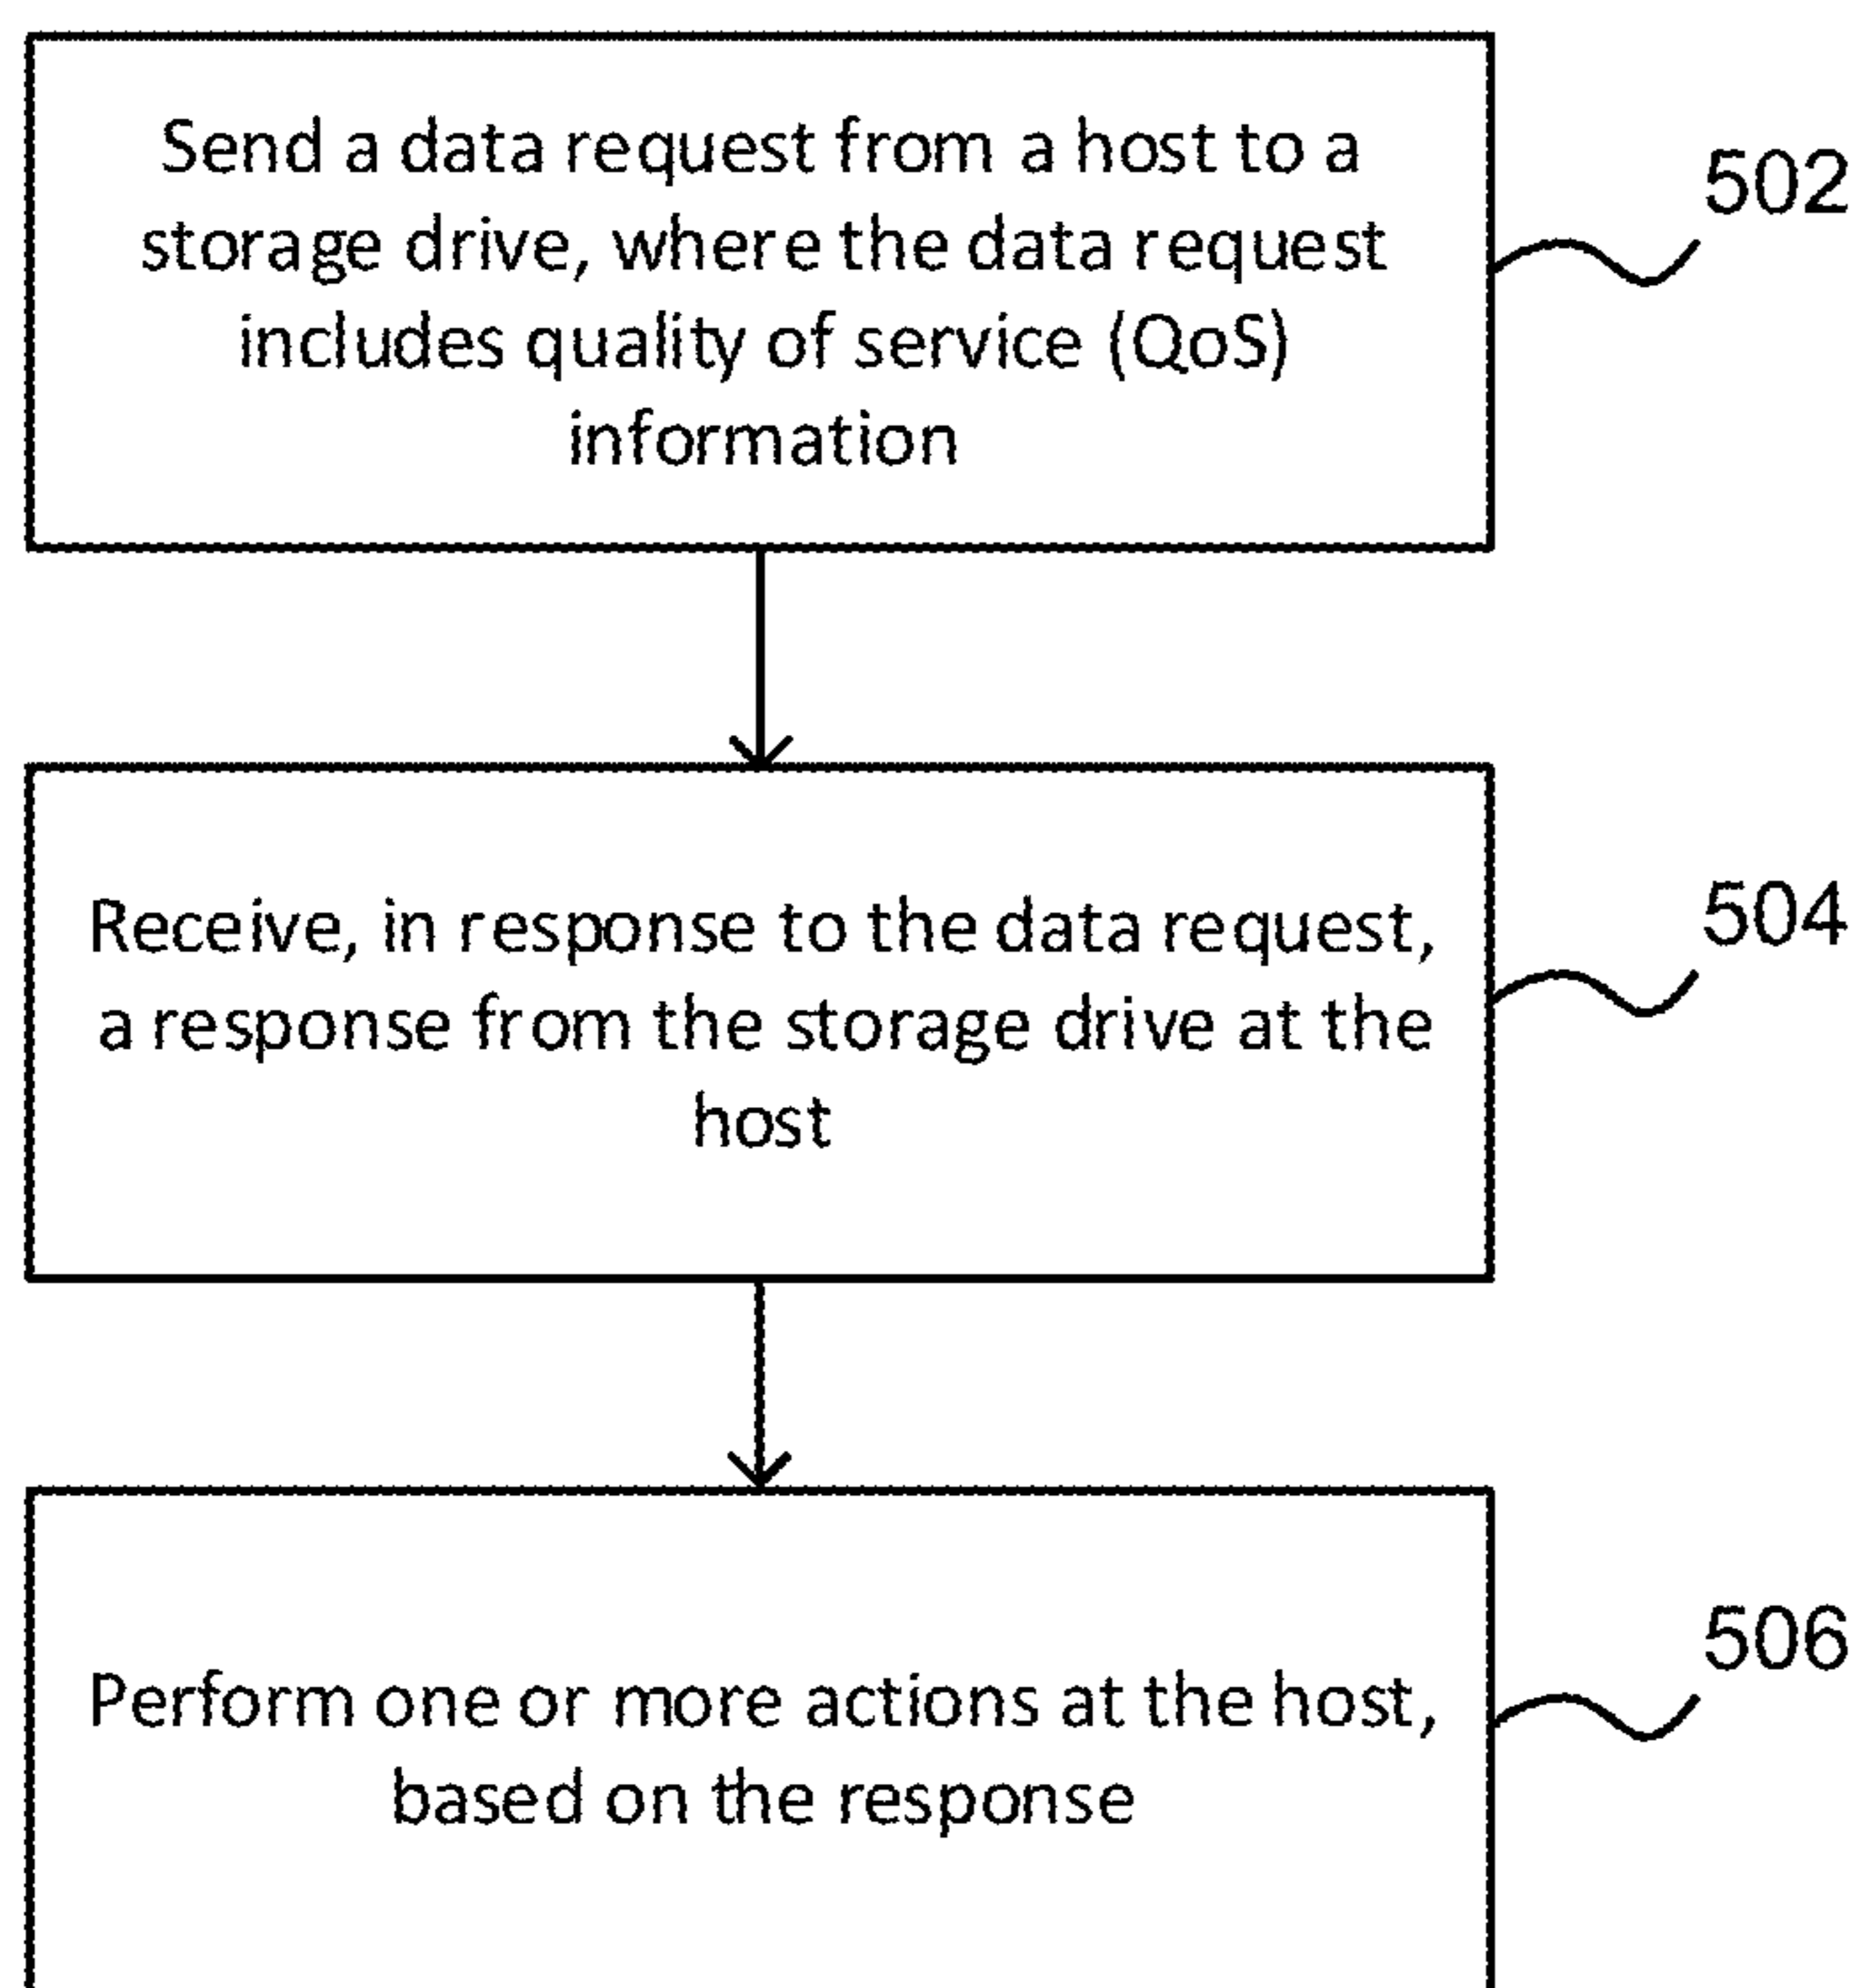 Send a data request from a host to a
storage drive, where the data request
includes quality of service (QoS)
information
502
Receive, in response to the data request,
a response from the storage drive at the
host
504
Perform one or more actions at the host,
based on the response
506